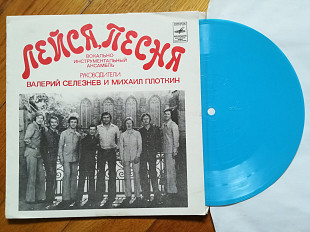 ЛЕЙСЯ, ПЕСНЯ
ВОКАЛЬНО-
ИНСТРУМЕНТАЛЬНЫЙ
АНСАМБЛЬ
РУКОВОДИТЕЛИ
ВАЛЕРИЙ СЕЛЕЗНЕВ И МИХАИЛ ПЛОТКИН